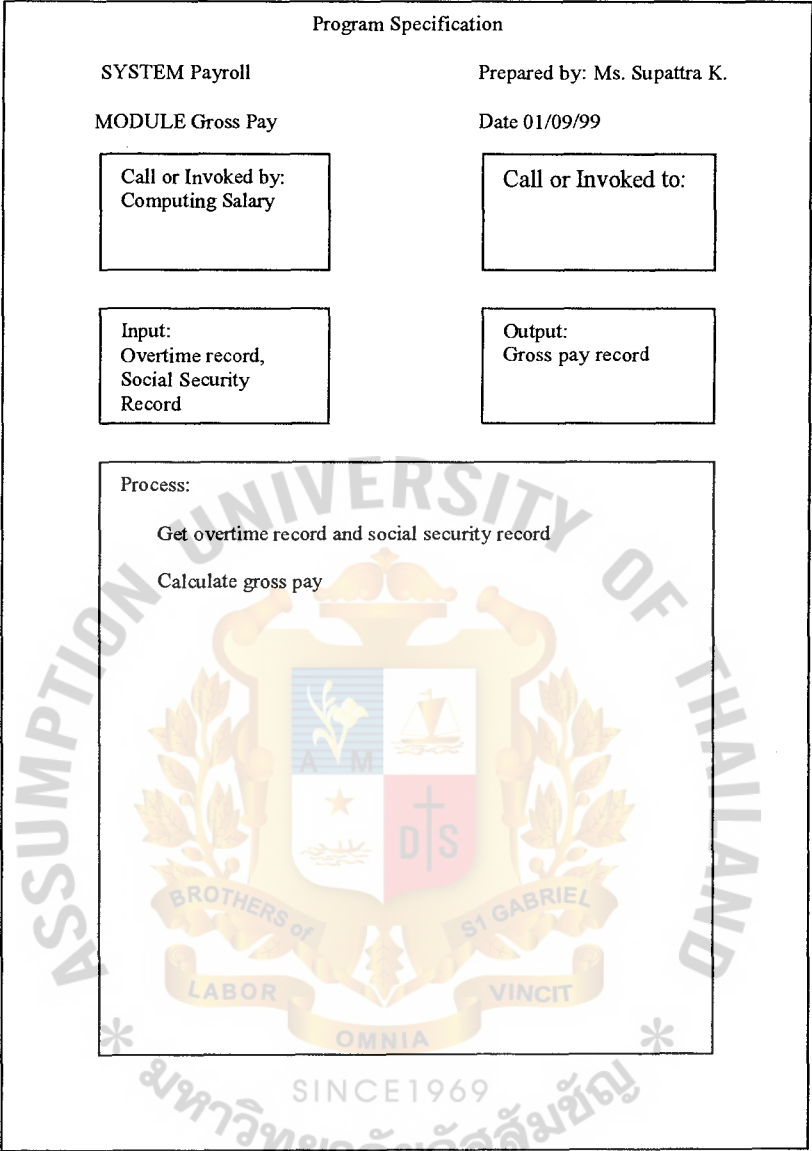 Program Specification
SYSTEM Payroll
Prepared by: Ms. Supattra K.
MODULE Gross Pay
Date 01/09/99
Call or Invoked by:
Computing Salary
Call or Invoked to:
Input:
Overtime record,
Social Security
Record
Output:
Gross pay record
Process:
Get overtime record and social security record
Calculate gross pay
ASSUMPTION UNIVERSITY OF THAILAND
A M
D S
BROTHERS of
S1 GABRIEL
LABOR
VINCIT
OMNIA
SINCE1969